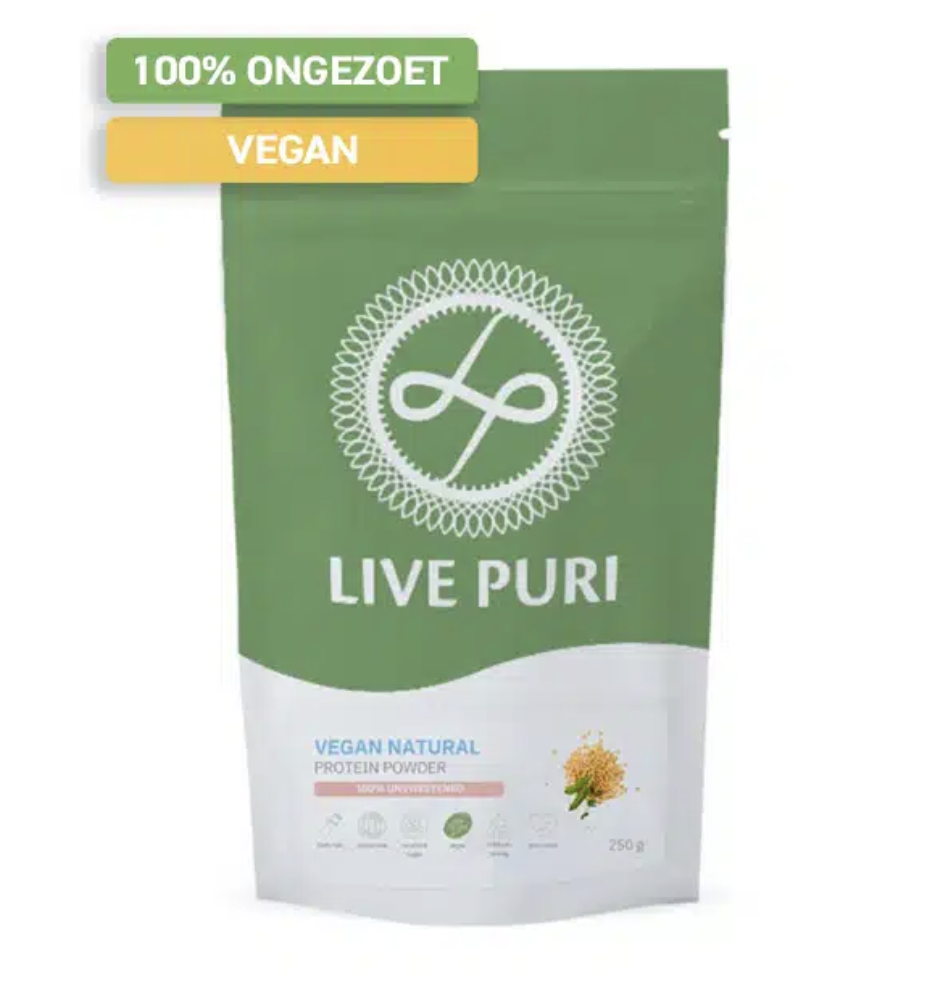 100% ONGEZOET
VEGAN
LIVE PURI
VEGAN NATURAL
PROTEIN POWDER
100% UNSWEETENED
250 g